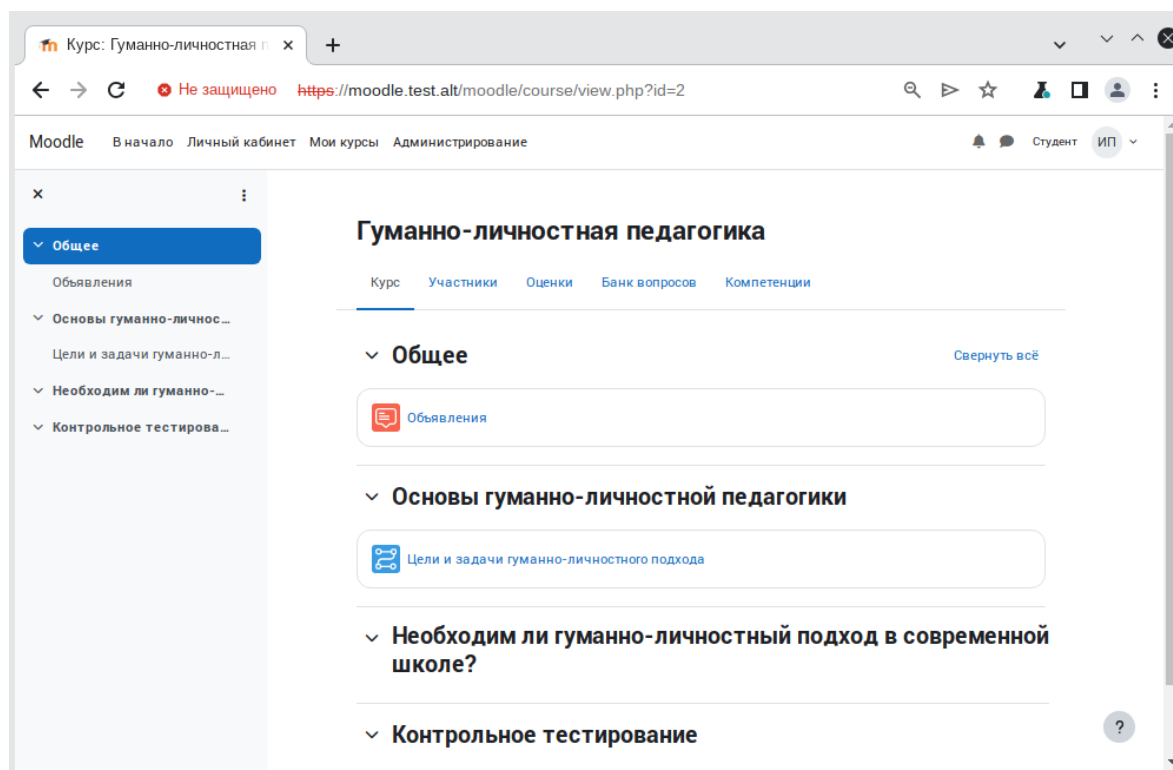 Курс: Гуманно-личностная п
Не защищено https://moodle.test.alt/moodle/course/view.php?id=2
Moodle В начало Личный кабинет Мои курсы Администрирование Студент ИП
Общее
Объявления
Основы гуманно-личнос...
Цели и задачи гуманно-л...
Необходим ли гуманно-...
Контрольное тестирова...
Гуманно-личностная педагогика
Курс Участники Оценки Банк вопросов Компетенции
Общее Свернуть всё
Объявления
Основы гуманно-личностной педагогики
Цели и задачи гуманно-личностного подхода
Необходим ли гуманно-личностный подход в современной
школе?
Контрольное тестирование
?